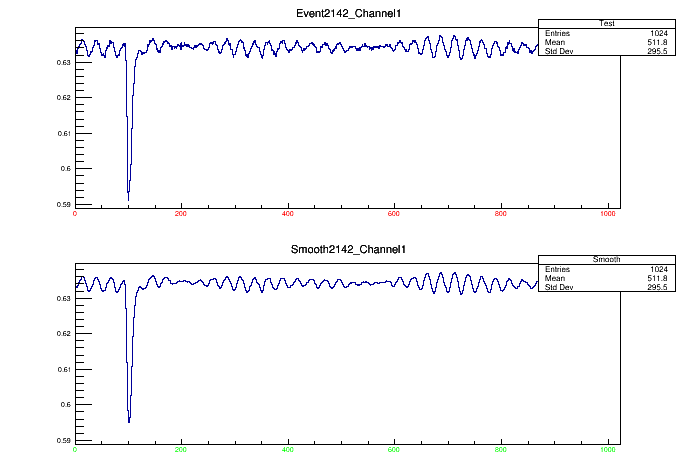 Event2142_Channel1
Test
Entries 1024
Mean 511.8
Std Dev 295.5
0.63
0.62
0.61
0.6
0.59
0 200 400 600 800 1000
Smooth2142_Channel1
Smooth
Entries 1024
Mean 511.8
Std Dev 295.5
0.63
0.62
0.61
0.6
0.59
0 200 400 600 800 1000